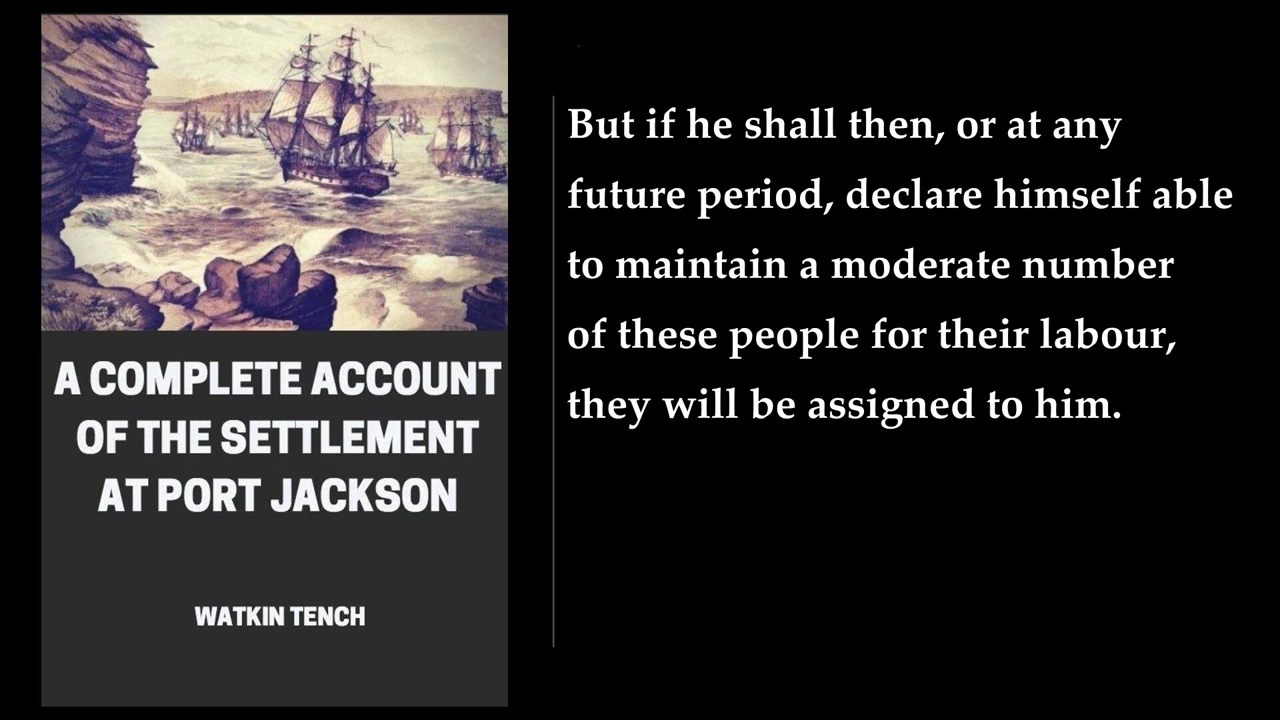 A COMPLETE ACCOUNT
OF THE SETTLEMENT
AT PORT JACKSON
WATKIN TENCH
But if he shall then, or at any
future period, declare himself able
to maintain a moderate number
of these people for their labour,
they will be assigned to him.